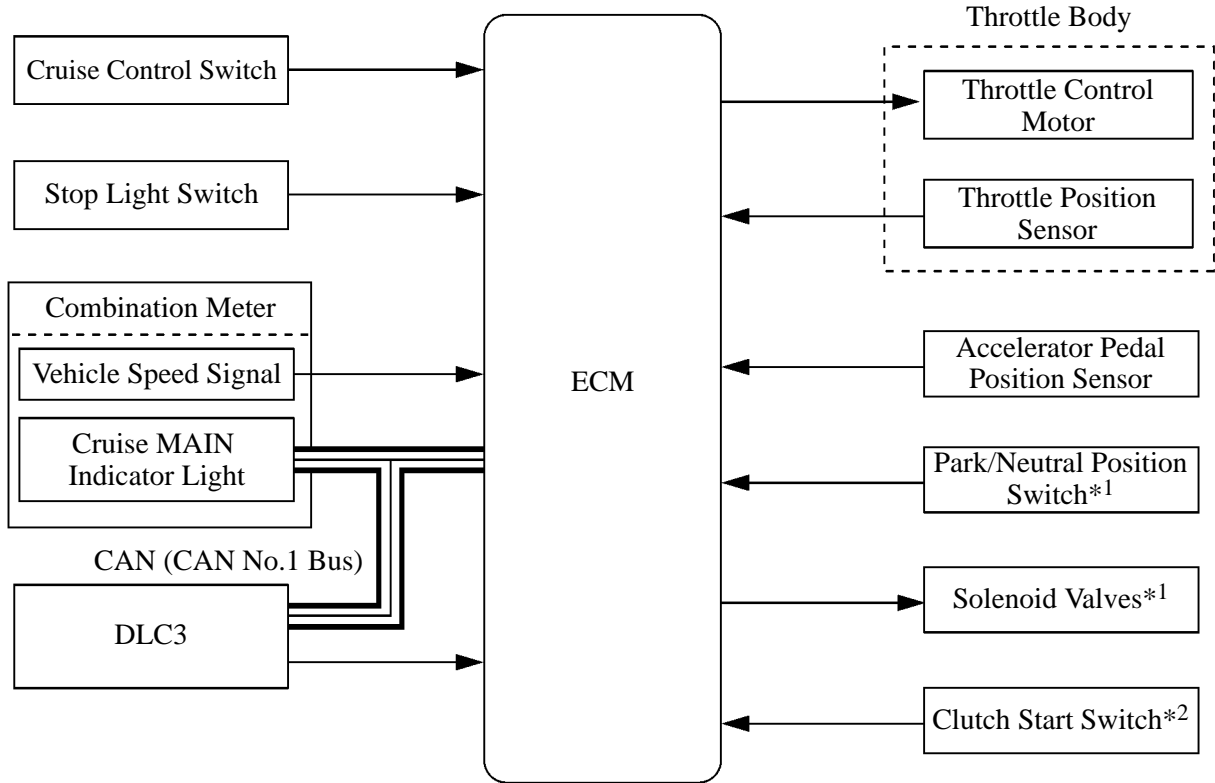 Cruise Control Switch
Stop Light Switch
Combination Meter
Vehicle Speed Signal
Cruise MAIN
Indicator Light
CAN (CAN No.1 Bus)
DLC3
ECM
Throttle Body
Throttle Control
Motor
Throttle Position
Sensor
Accelerator Pedal
Position Sensor
Park/Neutral Position
Switch*1
Solenoid Valves*1
Clutch Start Switch*2